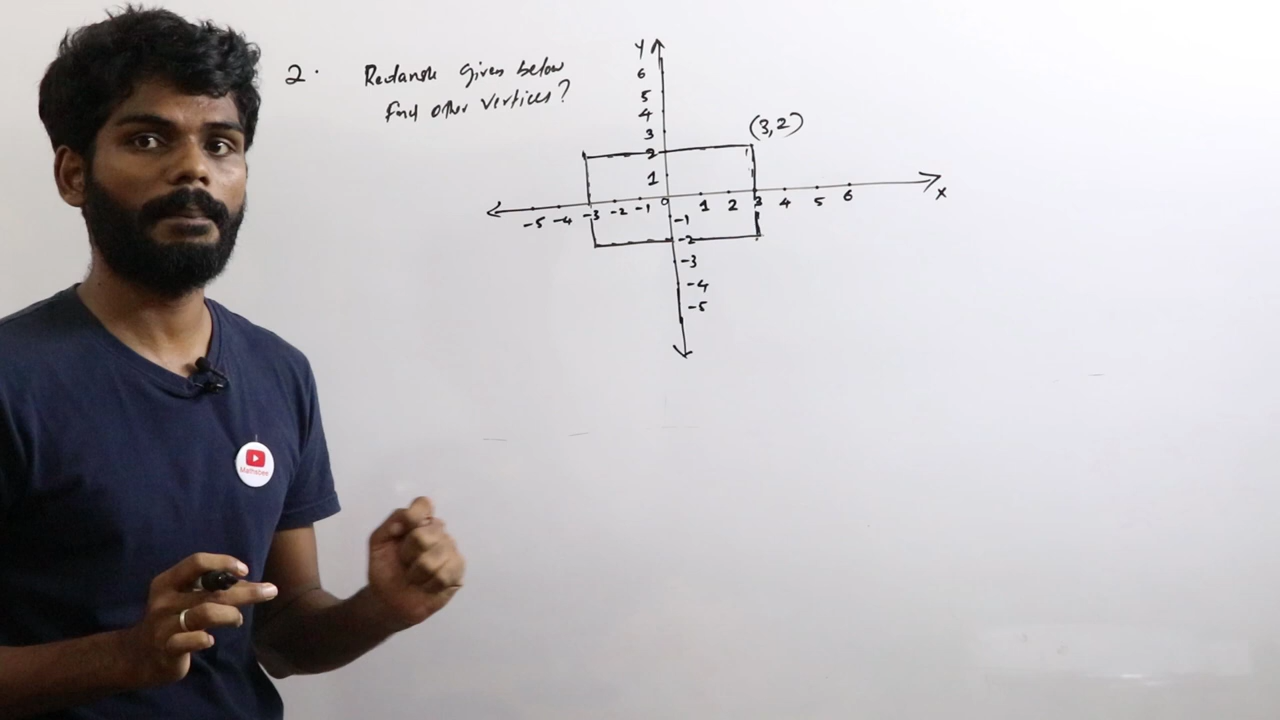 2. Rectangle given below
find other vertices?
Y
6
5
4
3
2
1
(3,2)
-5 -4 -3 -2 -1 0 1 2 3 4 5 6
X
-1
-2
-3
-4
-5
Mathsbee